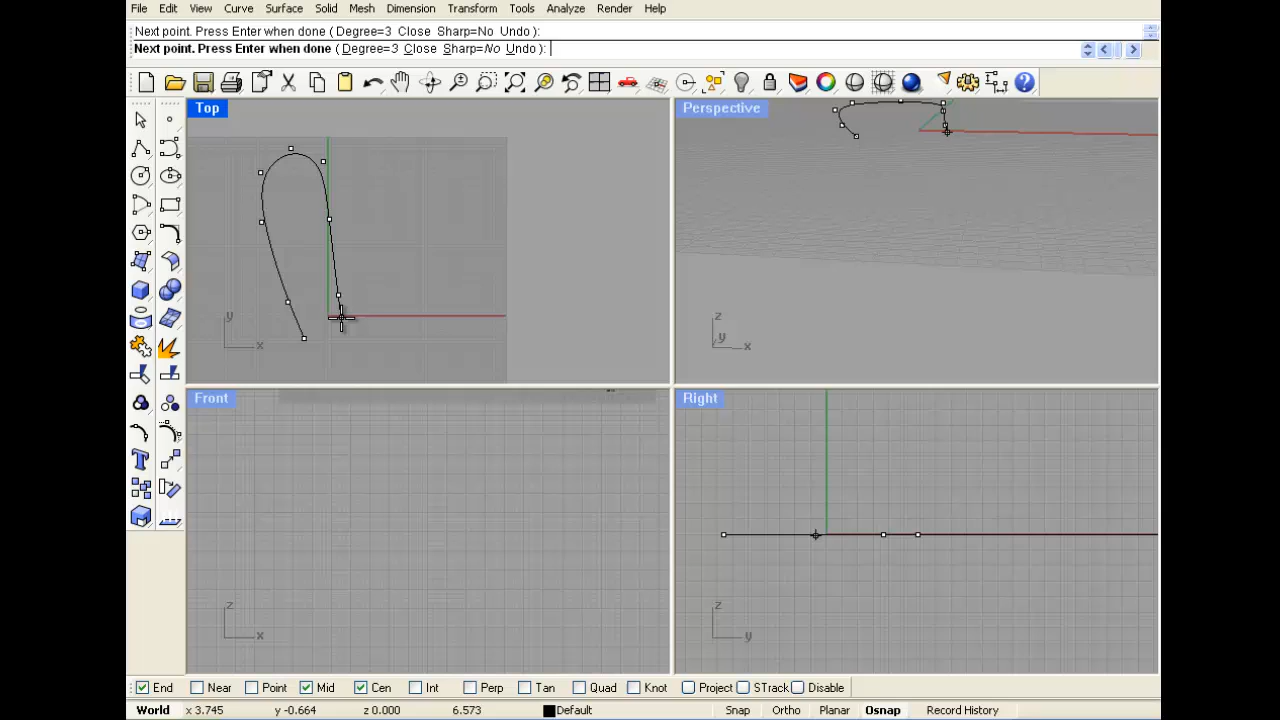 File Edit View Curve Surface Solid Mesh Dimension Transform Tools Analyze Render Help
Next point. Press Enter when done ( Degree=3 Close Sharp=No Undo ):
Next point. Press Enter when done ( Degree=3 Close Sharp=No Undo ):
Top
Perspective
y
x
z
y
x
Front
Right
z
x
z
y
End Near Point Mid Cen Int Perp Tan Quad Knot Project STrack Disable
World x 3.745 y -0.664 z 0.000 6.573 Default Snap Ortho Planar Osnap Record History